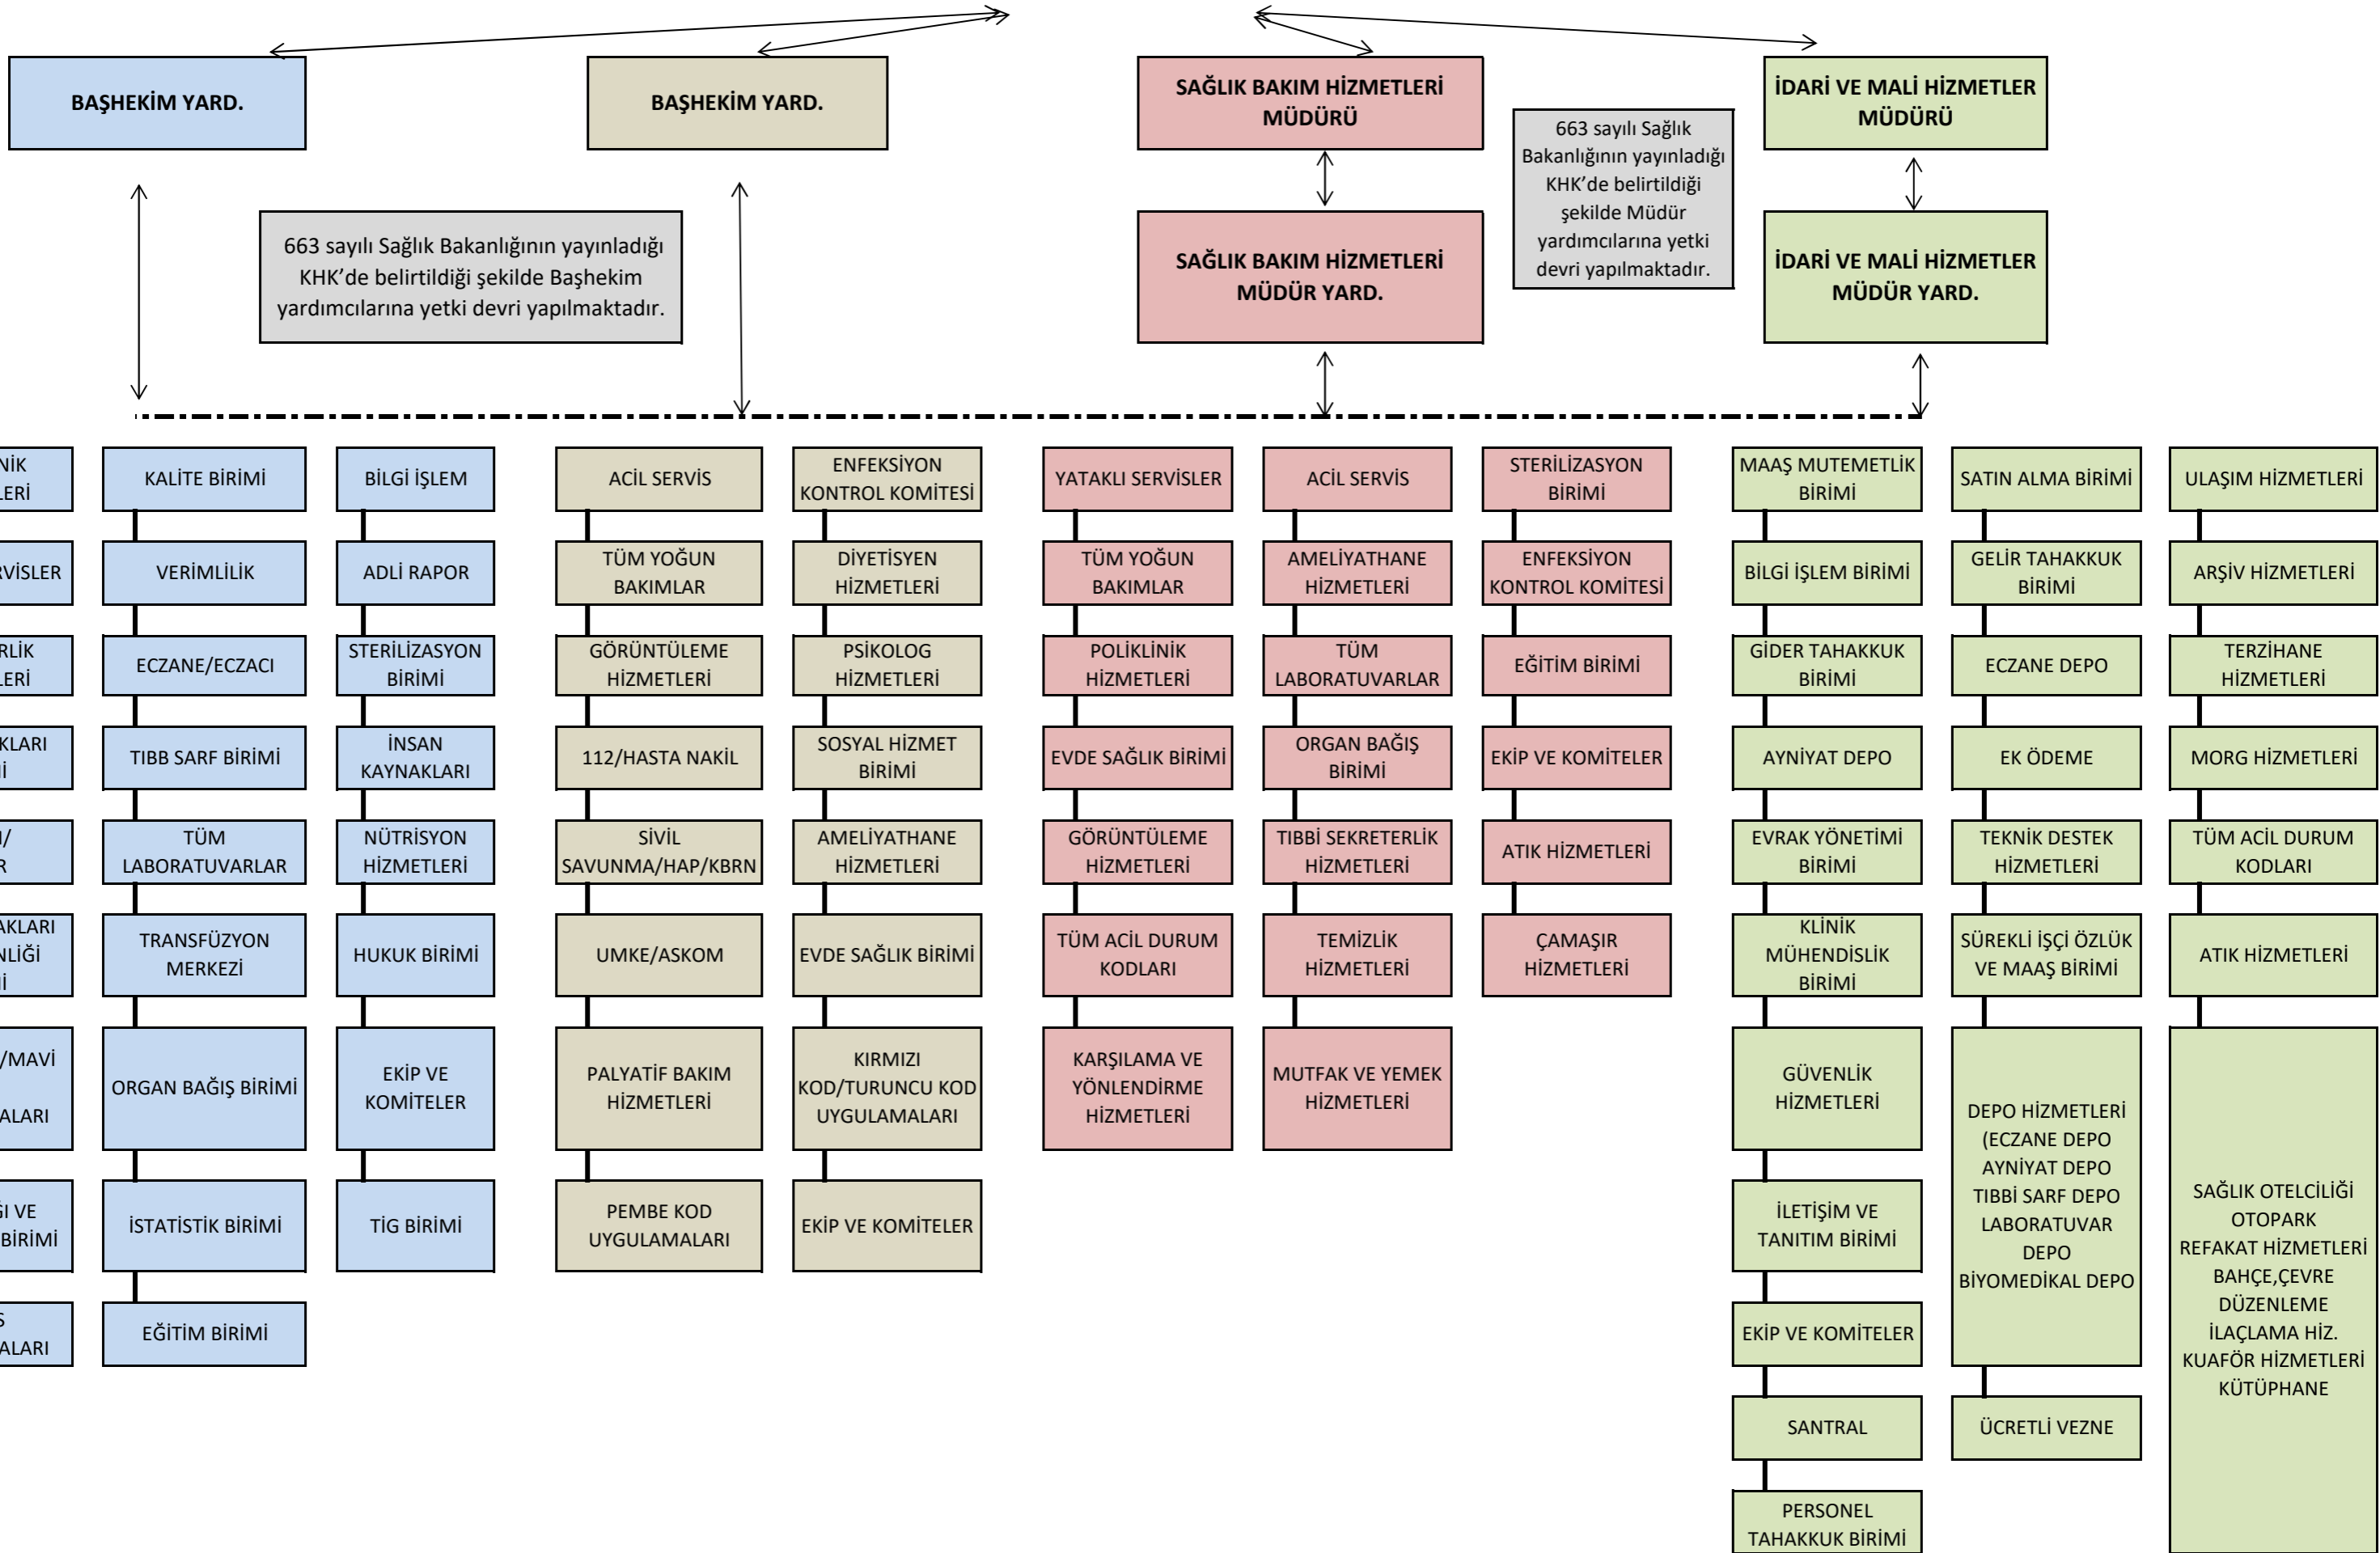 BAŞHEKİM YARD.
BAŞHEKİM YARD.
SAĞLIK BAKIM HİZMETLERİ
MÜDÜRÜ
İDARİ VE MALİ HİZMETLER
MÜDÜRÜ
663 sayılı Sağlık
Bakanlığının yayınladığı
KHK’de belirtildiği
şekilde Müdür
yardımcılarına yetki
devri yapılmaktadır.
663 sayılı Sağlık Bakanlığının yayınladığı
KHK’de belirtildiği şekilde Başhekim
yardımcılarına yetki devri yapılmaktadır.
SAĞLIK BAKIM HİZMETLERİ
MÜDÜR YARD.
İDARİ VE MALİ HİZMETLER
MÜDÜR YARD.
NİK
LERİ
RVİSLER
RLİK
LERİ
KLARI
/
R
AKLARI
NLİĞİ
/MAVİ
ALARI
ĞI VE
BİRİMİ
S
ALARI
KALİTE BİRİMİ
VERİMLİLİK
ECZANE/ECZACI
TIBB SARF BİRİMİ
TÜM
LABORATUVARLAR
TRANSFÜZYON
MERKEZİ
ORGAN BAĞIŞ BİRİMİ
İSTATİSTİK BİRİMİ
EĞİTİM BİRİMİ
BİLGİ İŞLEM
ADLİ RAPOR
STERİLİZASYON
BİRİMİ
İNSAN
KAYNAKLARI
NÜTRİSYON
HİZMETLERİ
HUKUK BİRİMİ
EKİP VE
KOMİTELER
TİG BİRİMİ
ACİL SERVİS
TÜM YOĞUN
BAKIMLAR
GÖRÜNTÜLEME
HİZMETLERİ
112/HASTA NAKİL
SİVİL
SAVUNMA/HAP/KBRN
UMKE/ASKOM
PALYATİF BAKIM
HİZMETLERİ
PEMBE KOD
UYGULAMALARI
ENFEKSİYON
KONTROL KOMİTESİ
DİYETİSYEN
HİZMETLERİ
PSİKOLOG
HİZMETLERİ
SOSYAL HİZMET
BİRİMİ
AMELİYATHANE
HİZMETLERİ
EVDE SAĞLIK BİRİMİ
KIRMIZI
KOD/TURUNCU KOD
UYGULAMALARI
EKİP VE KOMİTELER
YATAKLI SERVİSLER
TÜM YOĞUN
BAKIMLAR
POLİKLİNİK
HİZMETLERİ
EVDE SAĞLIK BİRİMİ
GÖRÜNTÜLEME
HİZMETLERİ
TÜM ACİL DURUM
KODLARI
KARŞILAMA VE
YÖNLENDİRME
HİZMETLERİ
ACİL SERVİS
AMELİYATHANE
HİZMETLERİ
TÜM
LABORATUVARLAR
ORGAN BAĞIŞ
BİRİMİ
TIBBİ SEKRETERLİK
HİZMETLERİ
TEMİZLİK
HİZMETLERİ
MUTFAK VE YEMEK
HİZMETLERİ
STERİLİZASYON
BİRİMİ
ENFEKSİYON
KONTROL KOMİTESİ
EĞİTİM BİRİMİ
EKİP VE KOMİTELER
ATIK HİZMETLERİ
ÇAMAŞIR
HİZMETLERİ
MAAŞ MUTEMETLİK
BİRİMİ
BİLGİ İŞLEM BİRİMİ
GİDER TAHAKKUK
BİRİMİ
AYNİYAT DEPO
EVRAK YÖNETİMİ
BİRİMİ
KLİNİK
MÜHENDİSLİK
BİRİMİ
GÜVENLİK
HİZMETLERİ
İLETİŞİM VE
TANITIM BİRİMİ
EKİP VE KOMİTELER
SANTRAL
PERSONEL
TAHAKKUK BİRİMİ
SATIN ALMA BİRİMİ
GELİR TAHAKKUK
BİRİMİ
ECZANE DEPO
EK ÖDEME
TEKNİK DESTEK
HİZMETLERİ
SÜREKLİ İŞÇİ ÖZLÜK
VE MAAŞ BİRİMİ
DEPO HİZMETLERİ
(ECZANE DEPO
AYNİYAT DEPO
TIBBİ SARF DEPO
LABORATUVAR
DEPO
BİYOMEDİKAL DEPO
ÜCRETLİ VEZNE
ULAŞIM HİZMETLERİ
ARŞİV HİZMETLERİ
TERZİHANE
HİZMETLERİ
MORG HİZMETLERİ
TÜM ACİL DURUM
KODLARI
ATIK HİZMETLERİ
SAĞLIK OTELCİLİĞİ
OTOPARK
REFAKAT HİZMETLERİ
BAHÇE,ÇEVRE
DÜZENLEME
İLAÇLAMA HİZ.
KUAFÖR HİZMETLERİ
KÜTÜPHANE